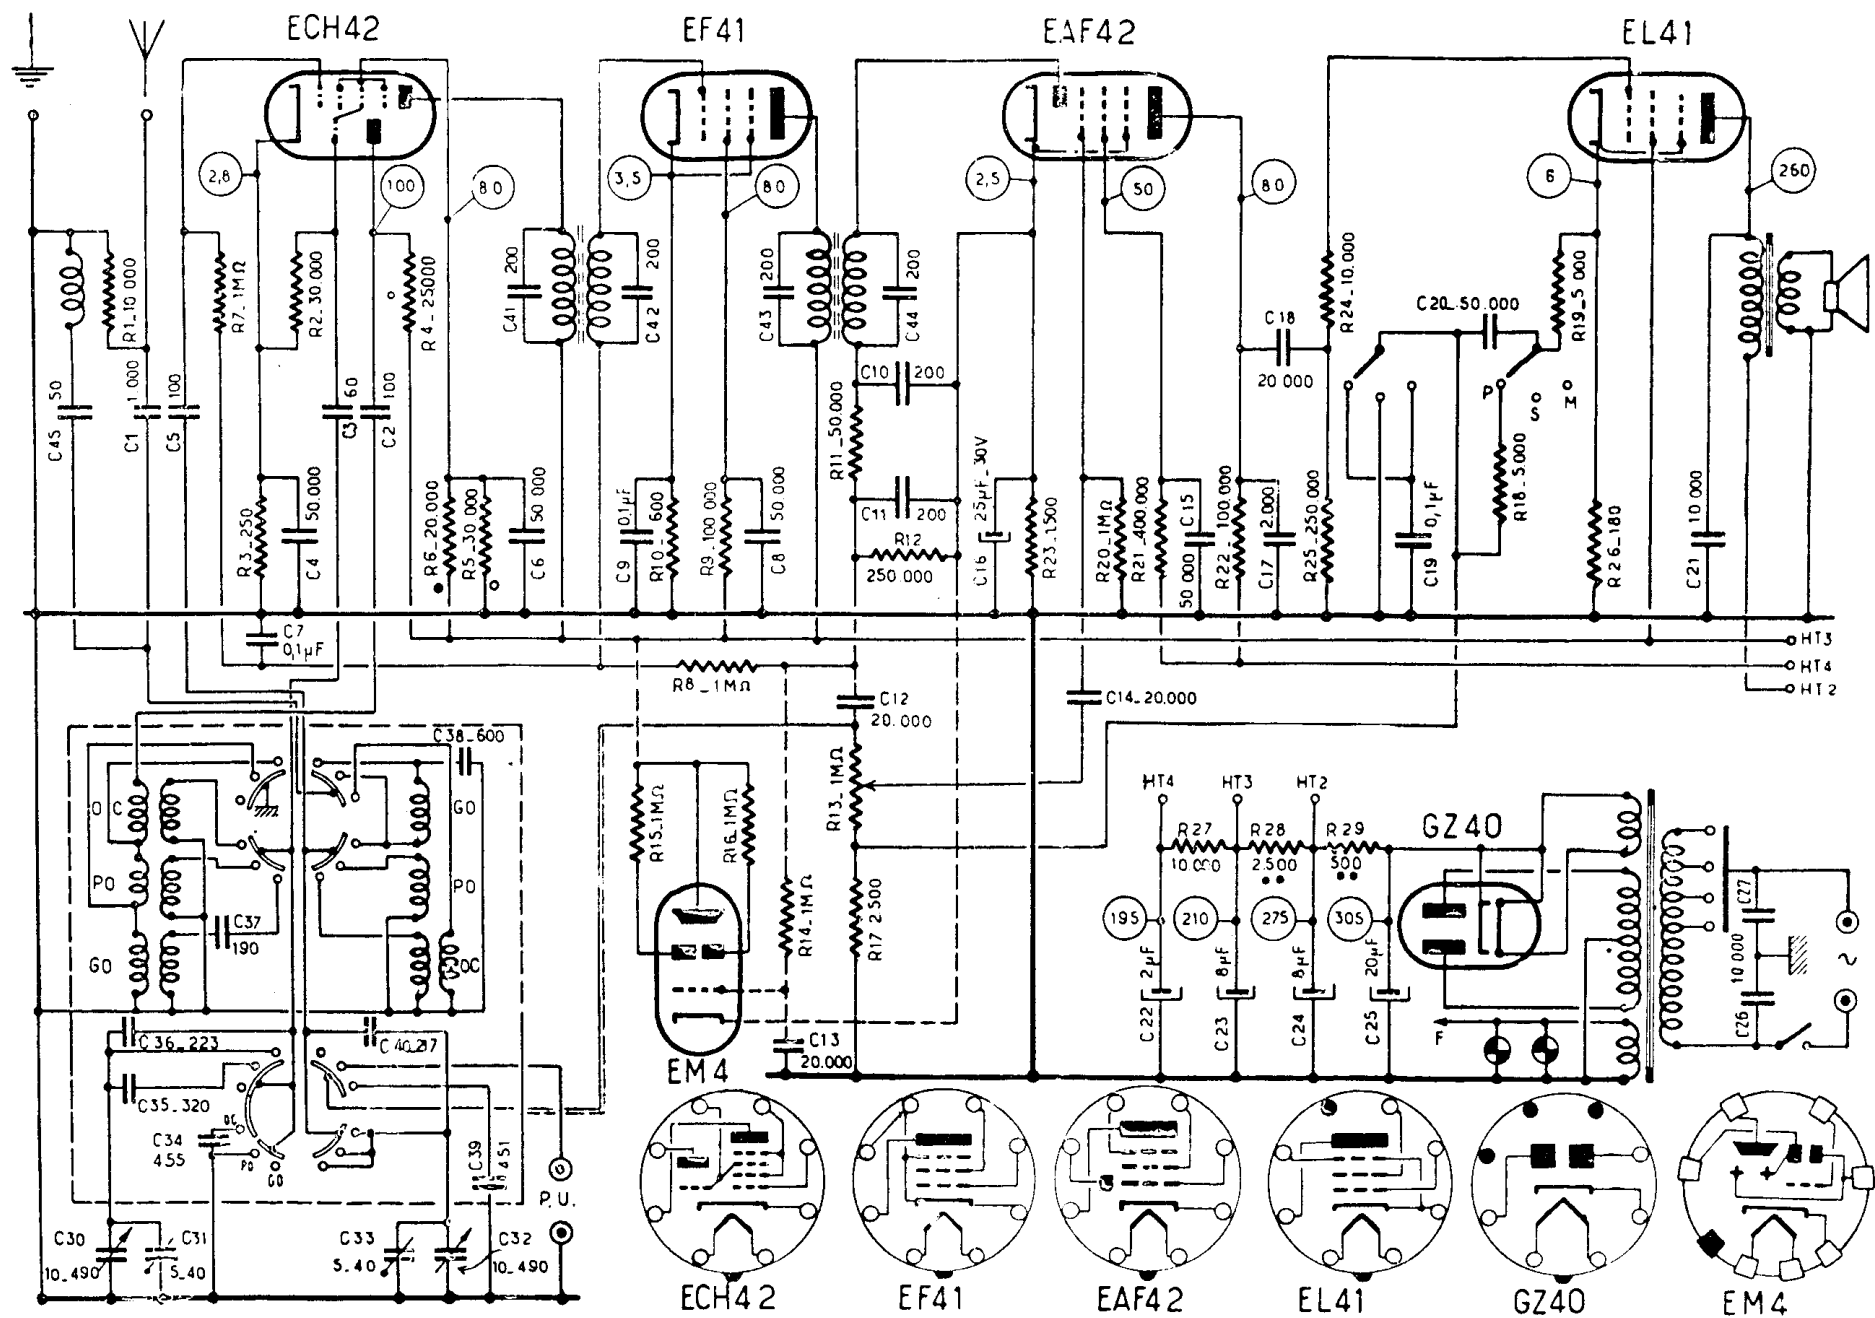 ECH42
EF41
EAF42
EL41
2,8
100
80
3,5
80
2,5
50
80
6
260
R1_10 000
R7_1MΩ
R2_30.000
R4_25000
C41
200
200
C42
C43
200
200
C44
C18
20 000
R24_10.000
C20_50.000
R19_5 000
P
S
M
C45
50
C1
1 000
C5
100
C3
60
C2
100
C10
200
R11_50.000
C11
200
R12
250.000
R3_250
C4
50.000
R6_20.000
R5_30 000
C6
50 000
C9
0,1µF
R10_600
R9_100 000
C8
50.000
C16
25µF_30V
R23_1500
R20_1MΩ
R21_400.000
50 000
C15
R22_100.000
C17
2.000
R25_250.000
C19
0,1µF
R18_5.000
R26_180
C21
10 000
C7
0,1µF
R8_1MΩ
HT3
HT4
HT2
C12
20.000
C14_20.000
C38_600
OC
GO
PO
PO
C37
190
GO
OC
R13_1MΩ
R15_1MΩ
R16_1MΩ
R14_1MΩ
R17 2 500
HT4
HT3
HT2
R27
10 000
R28
2.500
R29
500
GZ40
195
210
275
305
C22
2µF
C23
8µF
C24
8µF
C25
20µF
C27
10 000
C26
F
~
C36_223
C40.217
C35_320
C34
455
OC
PO
GO
C39
451
P.U.
C13
20.000
EM4
C30
10_490
C31
5_40
C33
5_40
C32
10_490
ECH42
EF41
EAF42
EL41
GZ40
EM4